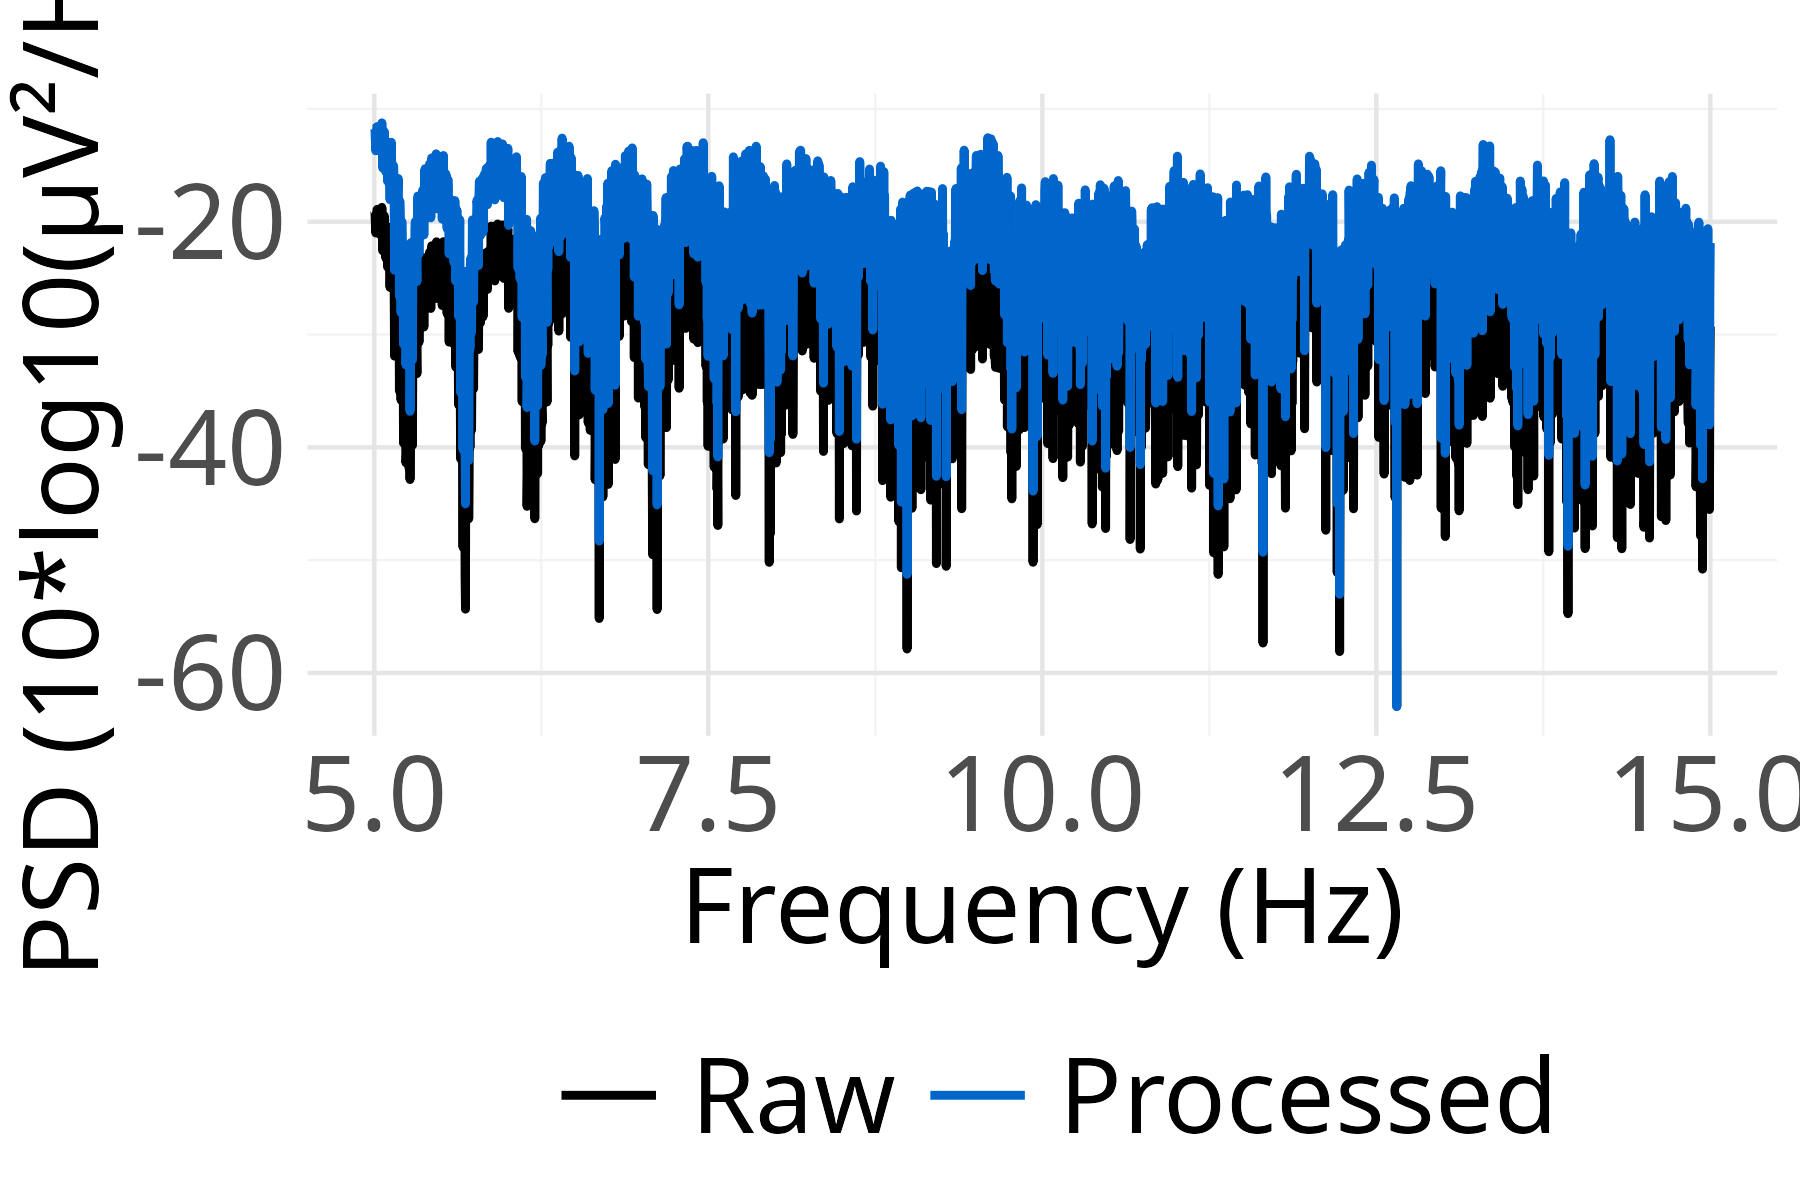 PSD (10*log10(µV²/H
-20
-40
-60
5.0 7.5 10.0 12.5 15.0
Frequency (Hz)
Raw Processed